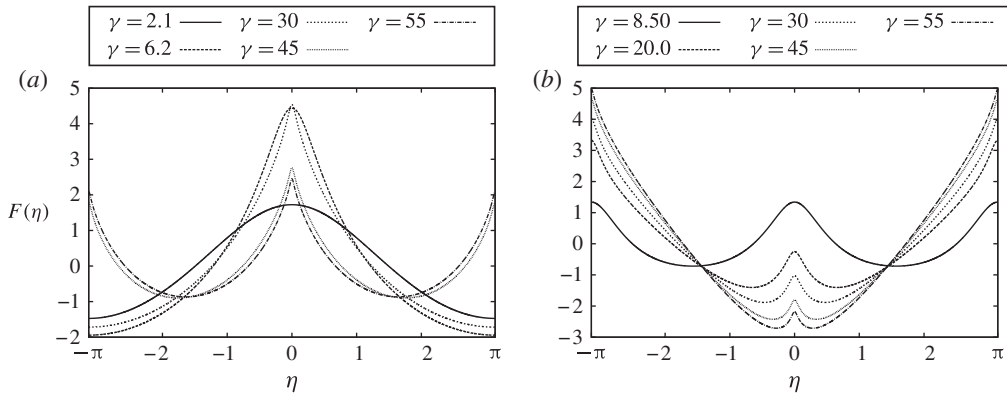 γ = 2.1 γ = 30 γ = 55
γ = 6.2 γ = 45
γ = 8.50 γ = 30 γ = 55
γ = 20.0 γ = 45
(a)
5
4
3
2
1
0
−1
−2
F(η)
−π −2 −1 0 1 2 π
η
(b)
5
4
3
2
1
0
−1
−2
−3
−π −2 −1 0 1 2 π
η